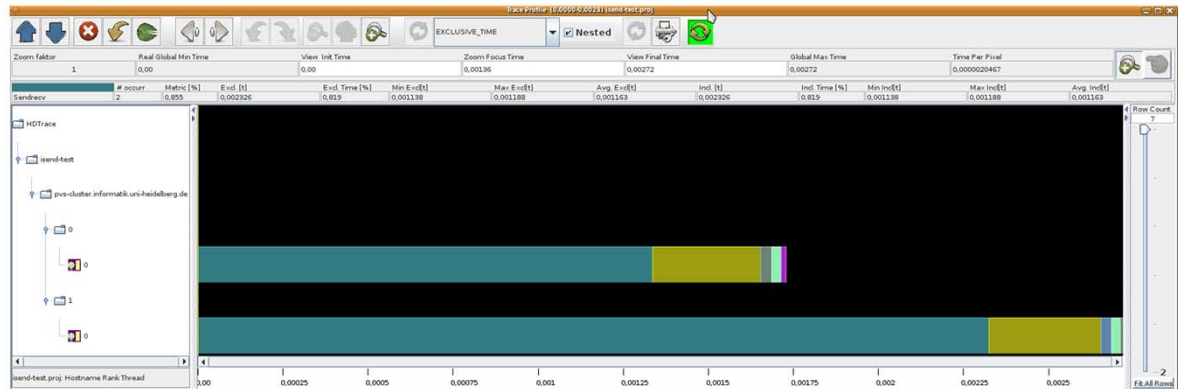 Trace Profile (0,0000-0,0028) isend-test.proj
EXCLUSIVE_TIME Nested
Zoom faktor Real Global Min Time View Init Time Zoom Focus Time View Final Time Global Max Time Time Per Pixel
1 0,00 0,00 0,00136 0,00272 0,00272 0,0000020467
# occurr Metric [%] Excl. [t] Excl. Time [%] Min Excl[t] Max Excl[t] Avg. Excl[t] Incl. [t] Incl. Time [%] Min Incl[t] Max Incl[t] Avg. Incl[t]
Sendrecv 2 0,855 0,002326 0,819 0,001138 0,001188 0,001163 0,002326 0,819 0,001138 0,001188 0,001163
Row Count
7
HDTrace
isend-test
pvs-cluster.informatik.uni-heidelberg.de
0
0
1
0
2
isend-test.proj: Hostname Rank Thread
0,00 0,00025 0,0005 0,00075 0,001 0,00125 0,0015 0,00175 0,002 0,00225 0,0025
Fit All Rows